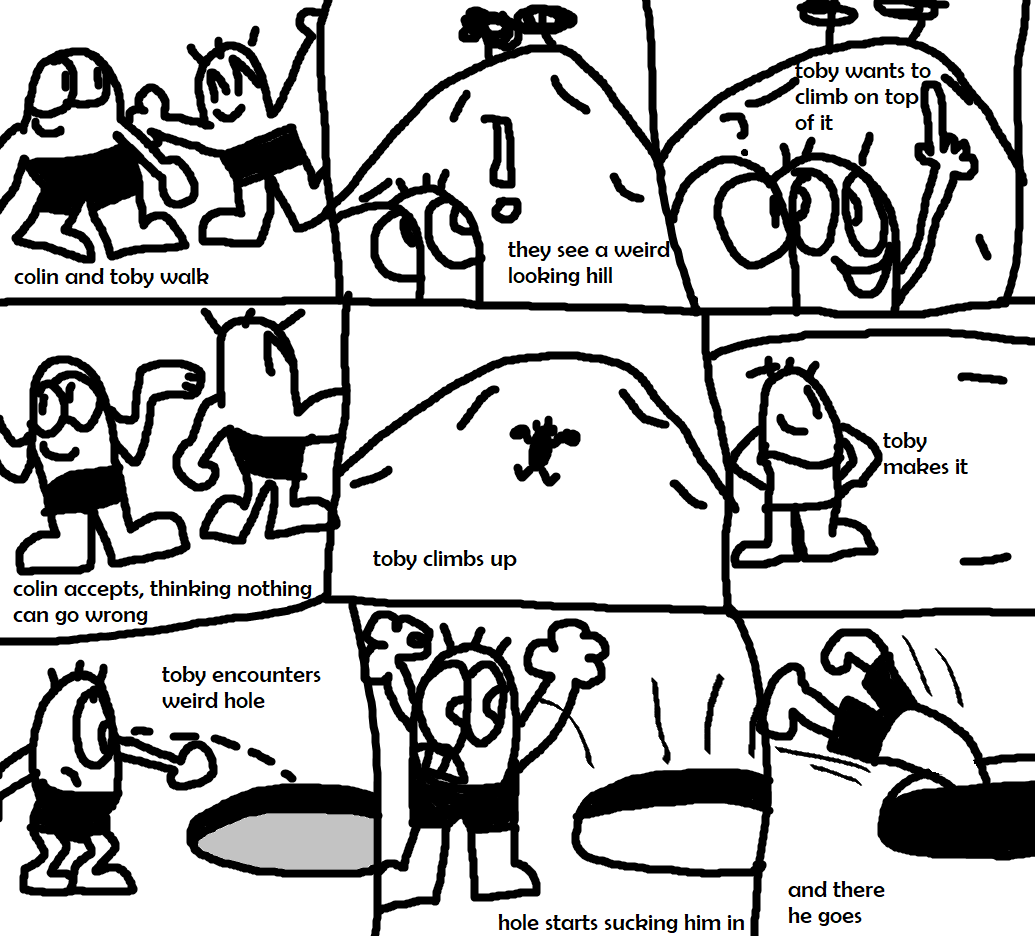 colin and toby walk
!
they see a weird
looking hill
toby wants to
climb on top
of it
?
colin accepts, thinking nothing
can go wrong
toby climbs up
toby
makes it
toby encounters
weird hole
hole starts sucking him in
and there
he goes